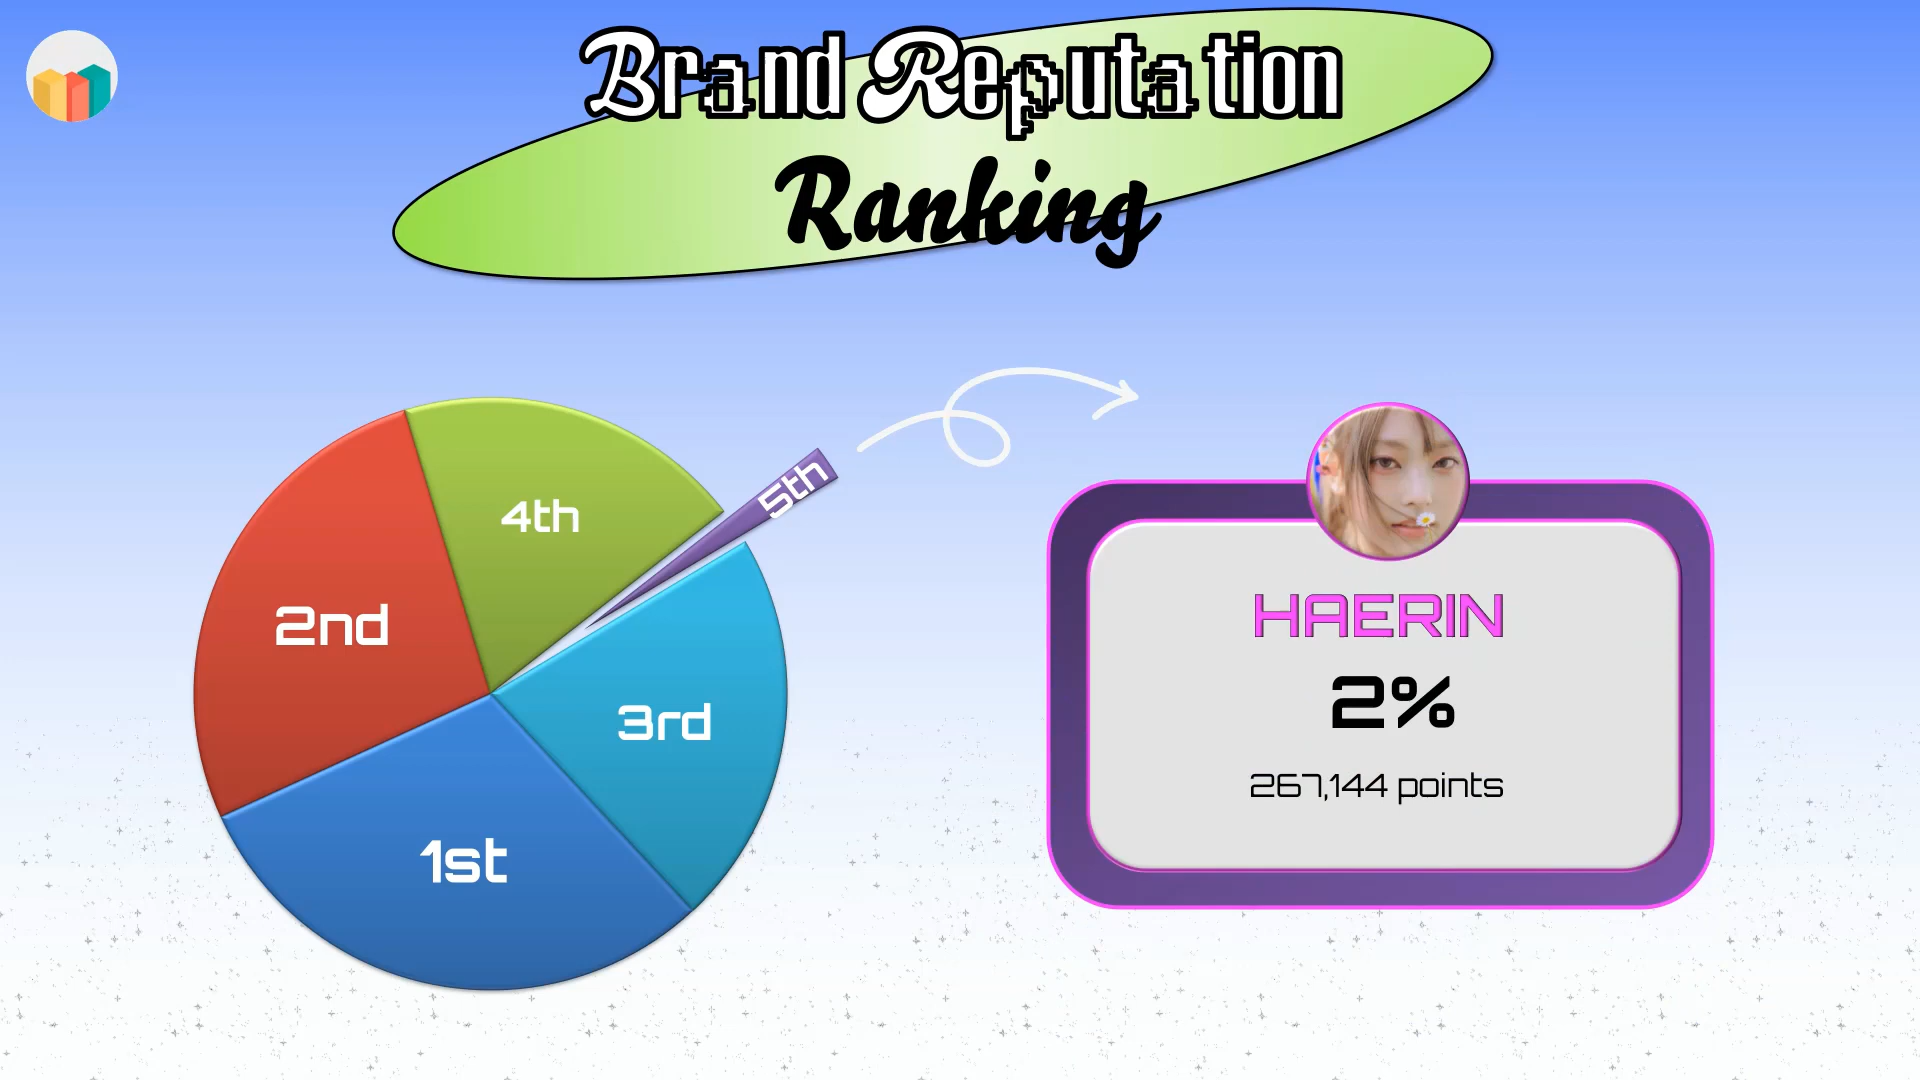 Brand Reputation
Ranking
4th
5th
2nd
3rd
1st
HAERIN
2%
267,144 points